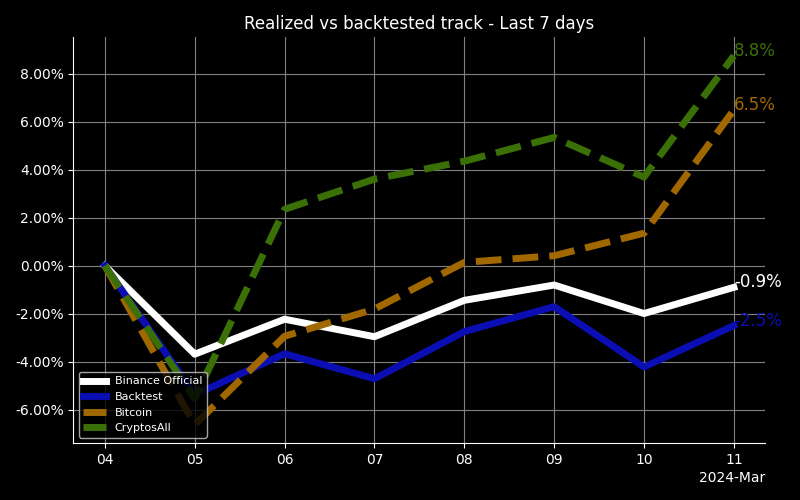 Realized vs backtested track - Last 7 days
8.00%
6.00%
4.00%
2.00%
0.00%
-2.00%
-4.00%
-6.00%
8.8%
6.5%
-0.9%
-2.5%
Binance Official
Backtest
Bitcoin
CryptosAll
04 05 06 07 08 09 10 11
2024-Mar